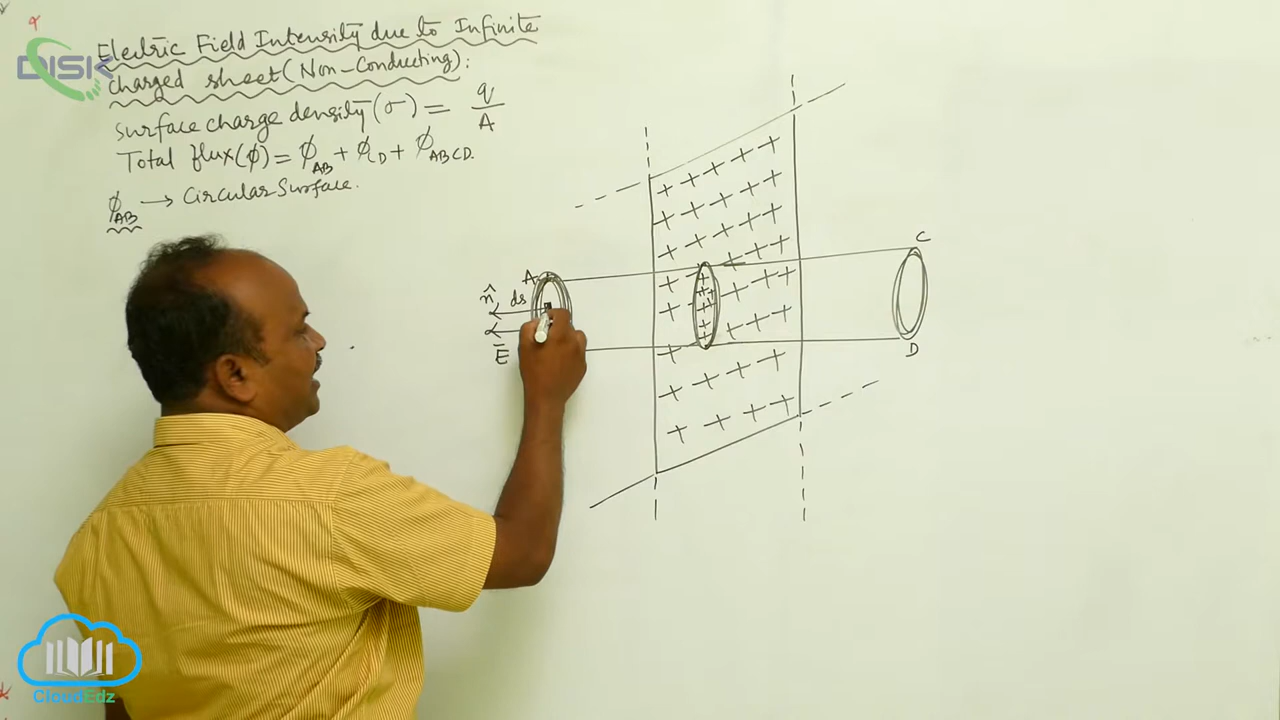 Electric Field Intensity due to Infinite
charged sheet (Non-Conducting):
DISK
surface charge density (σ) = q/A
Total flux (φ) = φAB + φCD + φABCD.
φAB → Circular Surface.
C
A
n̂ ds
E̅
D
CloudEdz